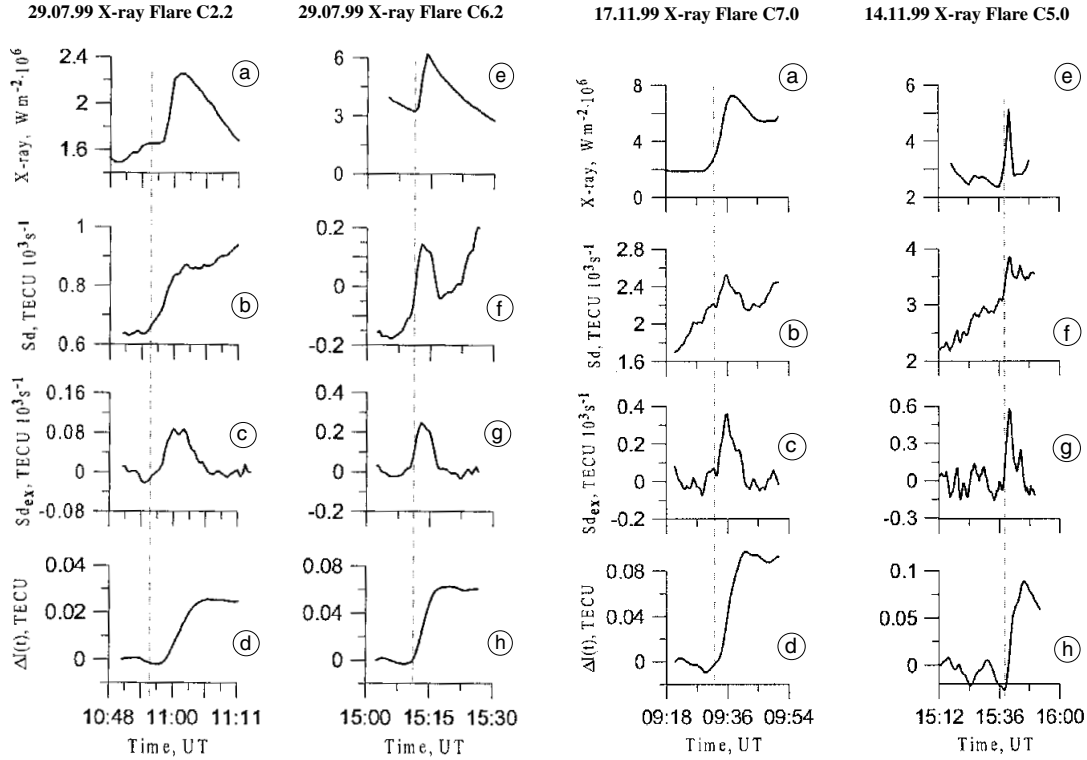 29.07.99 X-ray Flare C2.2
29.07.99 X-ray Flare C6.2
17.11.99 X-ray Flare C7.0
14.11.99 X-ray Flare C5.0
X-ray, Wm⁻²·10⁶
2.4
2
1.6
a
6
3
0
e
X-ray, Wm⁻²·10⁶
8
6
4
2
0
a
6
4
2
e
Sd, TECU 10³s⁻¹
1
0.8
0.6
b
0.2
0
-0.2
f
Sd, TECU 10³s⁻¹
2.8
2.4
2
1.6
b
4
3
2
f
Sdex, TECU 10³s⁻¹
0.16
0.08
0
-0.08
c
0.4
0.2
0
-0.2
g
Sdex, TECU 10³s⁻¹
0.4
0.2
0
-0.2
c
0.6
0.3
0
-0.3
g
ΔI(t), TECU
0.04
0.02
0
d
0.08
0.04
0
h
ΔI(t), TECU
0.08
0.04
0
d
0.1
0.05
0
h
10:48 11:00 11:11
15:00 15:15 15:30
09:18 09:36 09:54
15:12 15:36 16:00
Time, UT
Time, UT
Time, UT
Time, UT